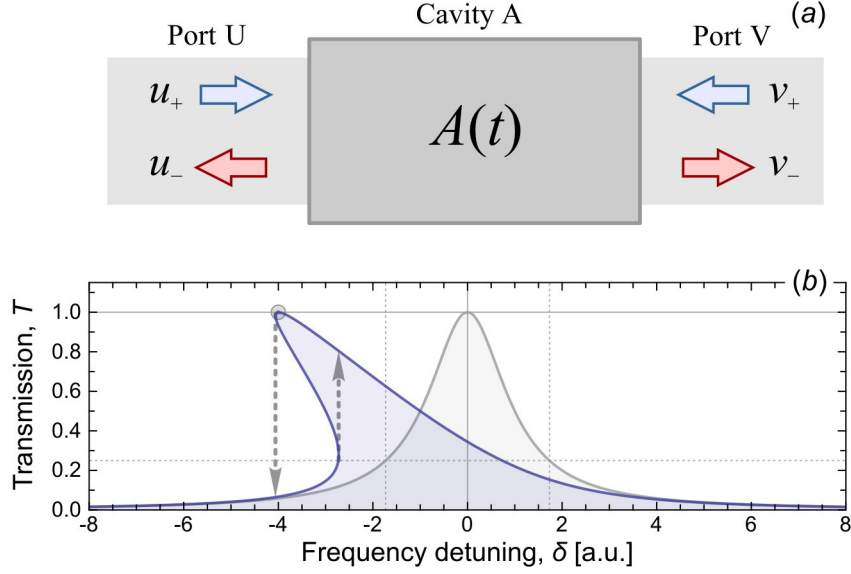 Cavity A
(a)
Port U
Port V
u₊
v₊
A(t)
u₋
v₋
(b)
Transmission, T
1.0
0.8
0.6
0.4
0.2
0.0
-8 -6 -4 -2 0 2 4 6 8
Frequency detuning, δ [a.u.]